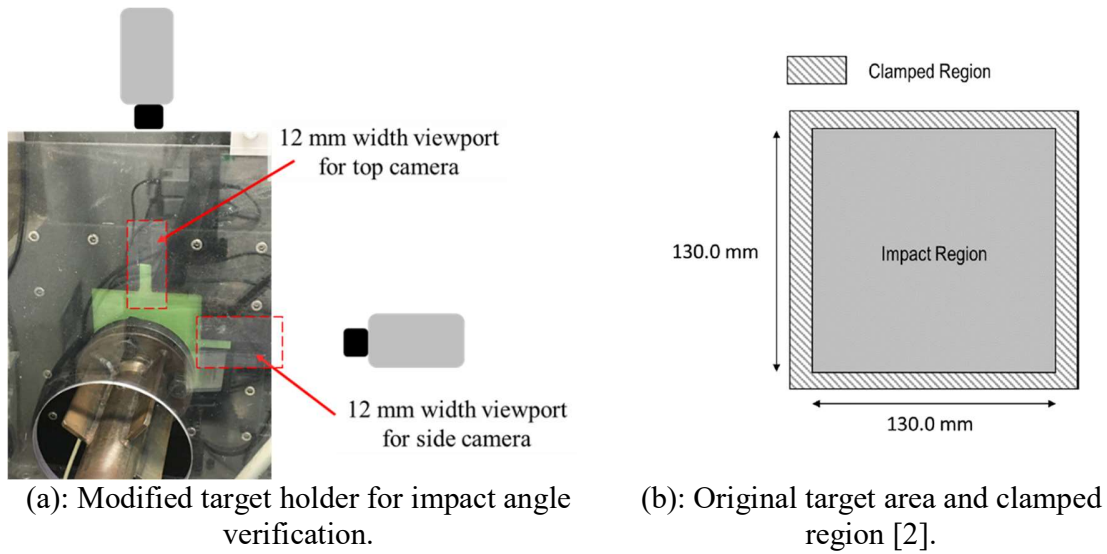 12 mm width viewport
for top camera
12 mm width viewport
for side camera
(a): Modified target holder for impact angle
verification.
Clamped Region
130.0 mm
Impact Region
130.0 mm
(b): Original target area and clamped
region [2].